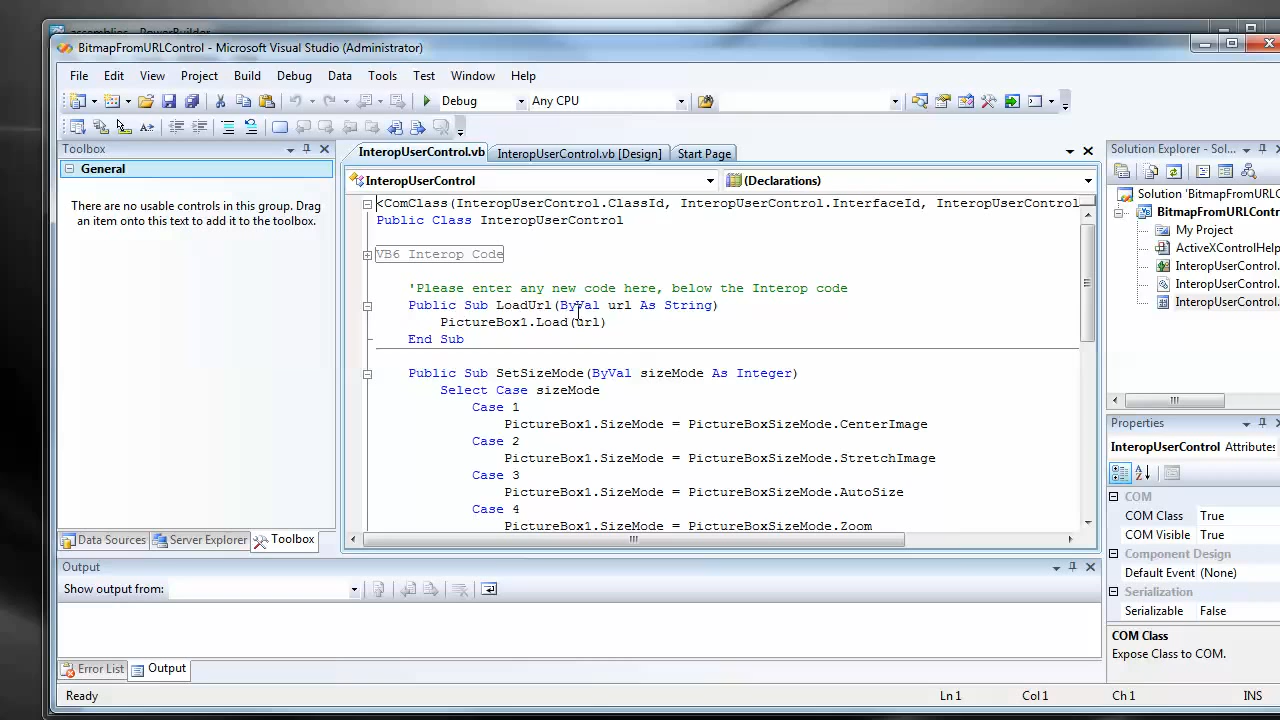 assemblies - PowerBuilder
BitmapFromURLControl - Microsoft Visual Studio (Administrator)
File Edit View Project Build Debug Data Tools Test Window Help
Debug Any CPU
Toolbox
General
There are no usable controls in this group. Drag
an item onto this text to add it to the toolbox.
Data Sources Server Explorer Toolbox
InteropUserControl.vb InteropUserControl.vb [Design] Start Page
InteropUserControl (Declarations)
<ComClass(InteropUserControl.ClassId, InteropUserControl.InterfaceId, InteropUserControl
Public Class InteropUserControl
VB6 Interop Code
'Please enter any new code here, below the Interop code
Public Sub LoadUrl(ByVal url As String)
PictureBox1.Load(url)
End Sub
Public Sub SetSizeMode(ByVal sizeMode As Integer)
Select Case sizeMode
Case 1
PictureBox1.SizeMode = PictureBoxSizeMode.CenterImage
Case 2
PictureBox1.SizeMode = PictureBoxSizeMode.StretchImage
Case 3
PictureBox1.SizeMode = PictureBoxSizeMode.AutoSize
Case 4
PictureBox1.SizeMode = PictureBoxSizeMode.Zoom
Solution Explorer - Sol...
Solution 'BitmapFromURLCo
BitmapFromURLContr
My Project
ActiveXControlHelp
InteropUserControl.
InteropUserControl.
InteropUserControl.
Properties
InteropUserControl Attributes
COM
COM Class True
COM Visible True
Component Design
Default Event (None)
Serialization
Serializable False
COM Class
Expose Class to COM.
Output
Show output from:
Error List Output
Ready Ln 1 Col 1 Ch 1 INS